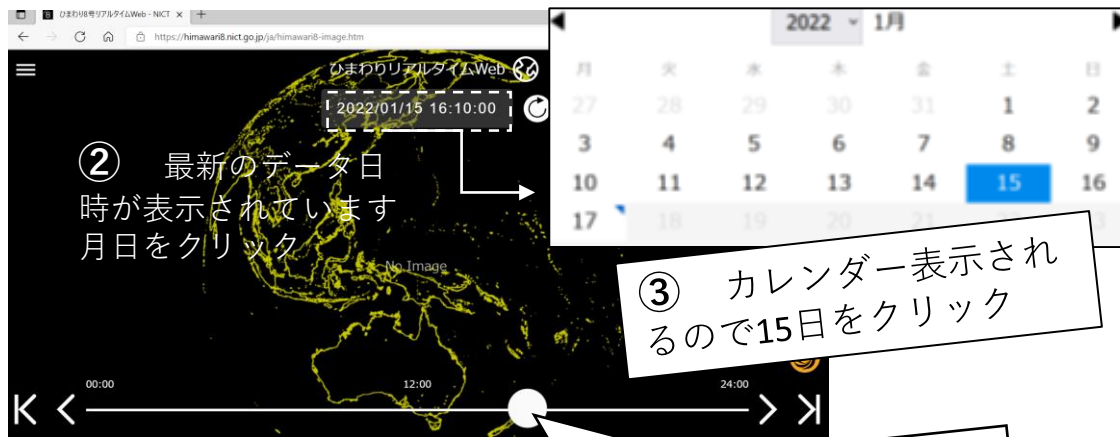 ひまわり8号リアルタイムWeb - NICT
https://himawari8.nict.go.jp/ja/himawari8-image.htm
ひまわりリアルタイムWeb
2022/01/15 16:10:00
② 最新のデータ日
時が表示されています
月日をクリック
No Image
00:00 12:00 24:00
2022 1月
月 火 水 木 金 土 日
27 28 29 30 31 1 2
3 4 5 6 7 8 9
10 11 12 13 14 15 16
17 18 19 20 21
③ カレンダー表示され
るので15日をクリック